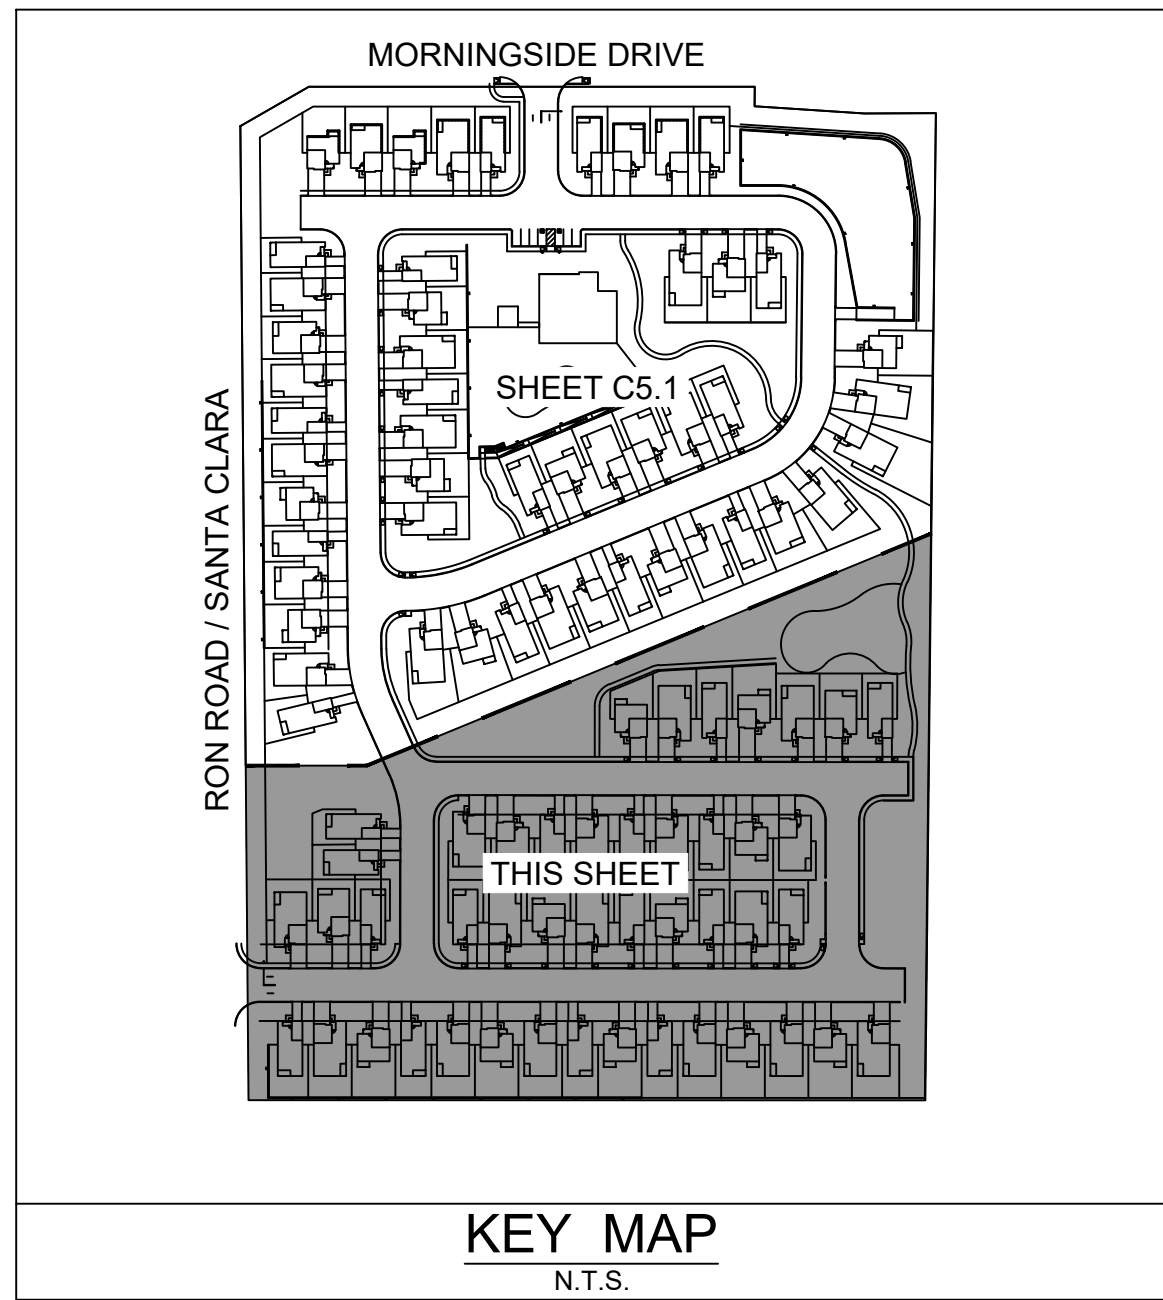 MORNINGSIDE DRIVE
SHEET C5.1
RON ROAD / SANTA CLARA
THIS SHEET
KEY MAP
N.T.S.